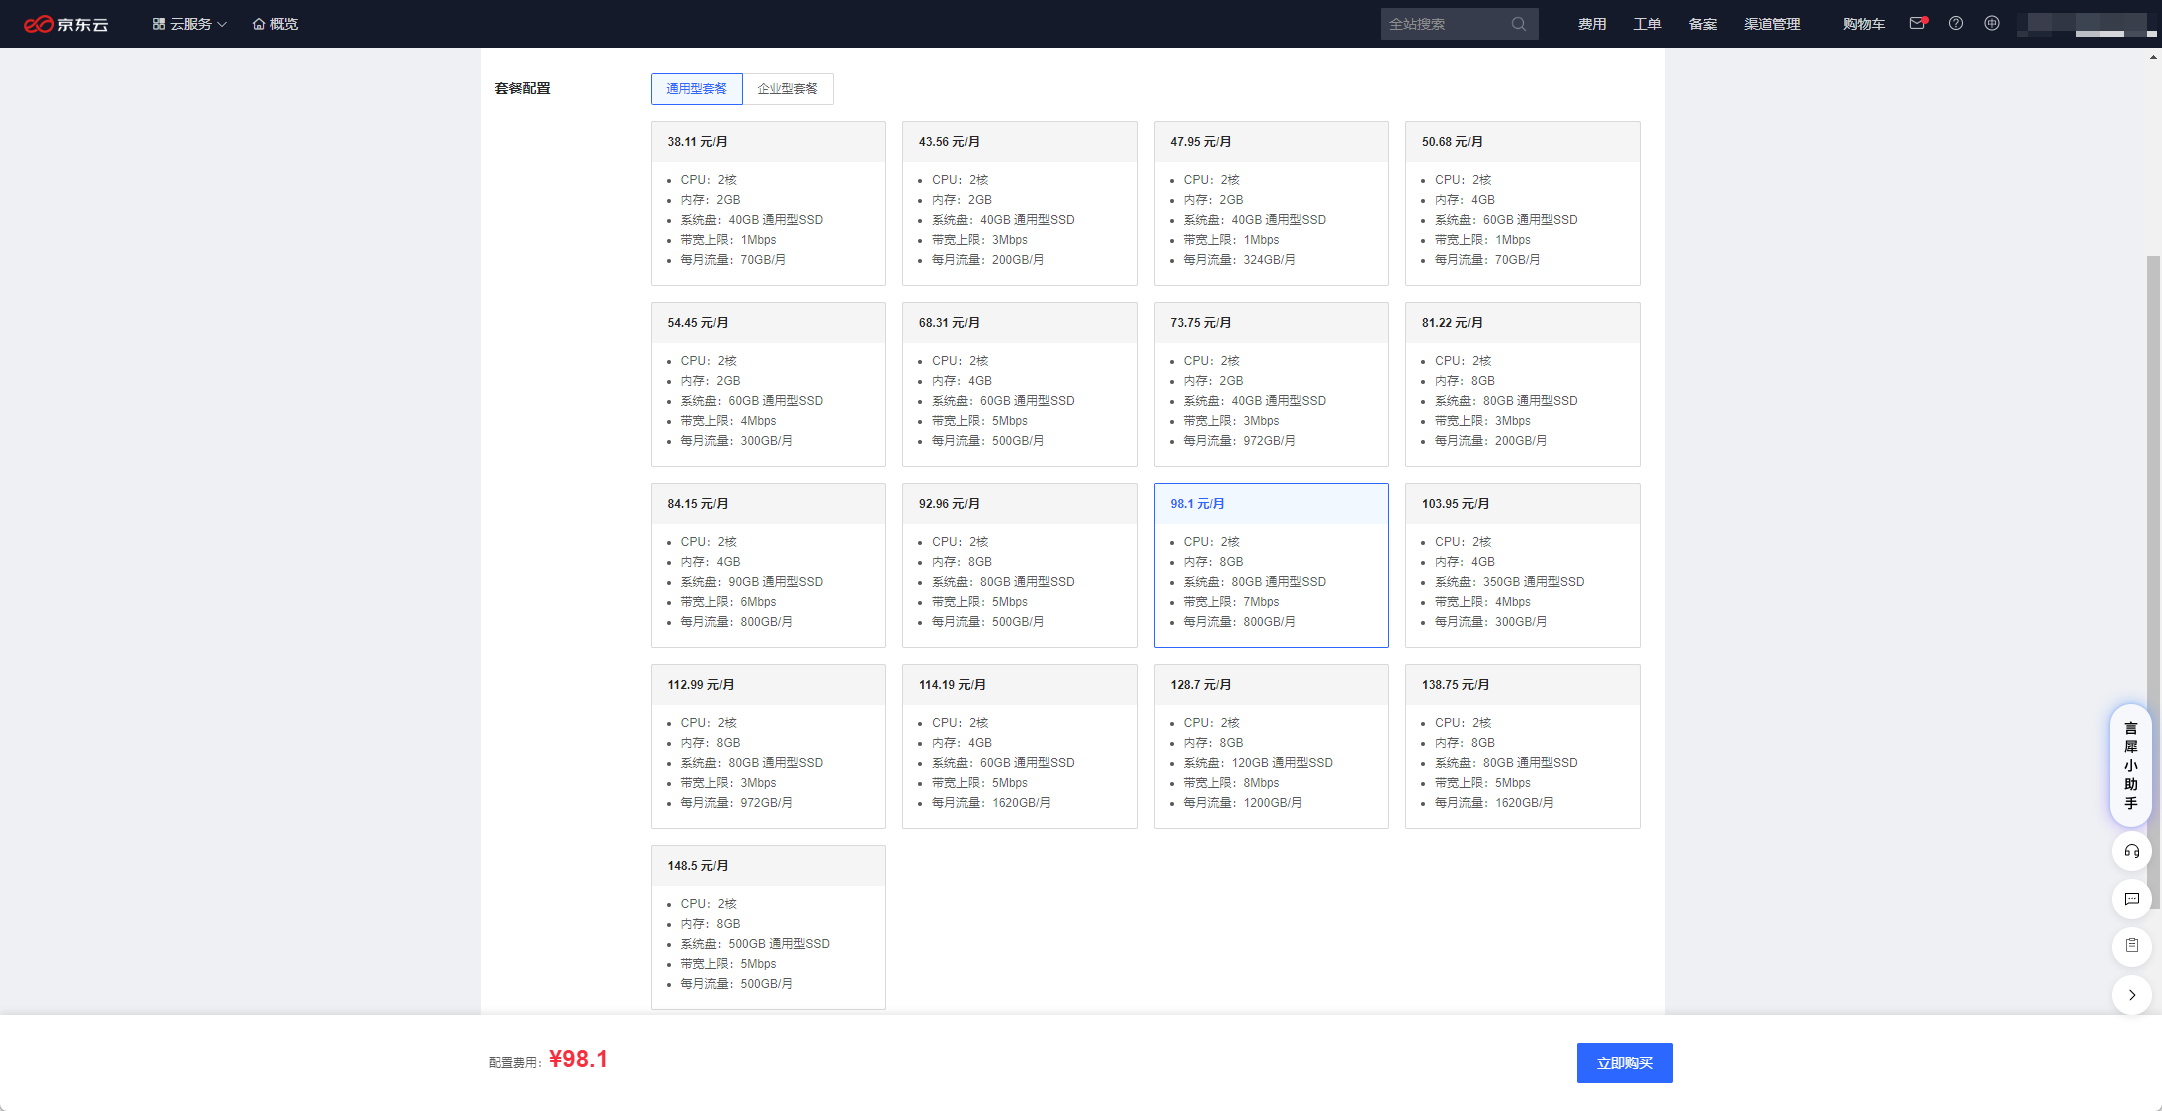 京东云
云服务
概览
全站搜索
费用
工单
备案
渠道管理
购物车
中
套餐配置
通用型套餐
企业型套餐
38.11 元/月
CPU：2核
内存：2GB
系统盘：40GB 通用型SSD
带宽上限：1Mbps
每月流量：70GB/月
43.56 元/月
CPU：2核
内存：2GB
系统盘：40GB 通用型SSD
带宽上限：3Mbps
每月流量：200GB/月
47.95 元/月
CPU：2核
内存：2GB
系统盘：40GB 通用型SSD
带宽上限：1Mbps
每月流量：324GB/月
50.68 元/月
CPU：2核
内存：4GB
系统盘：60GB 通用型SSD
带宽上限：1Mbps
每月流量：70GB/月
54.45 元/月
CPU：2核
内存：2GB
系统盘：60GB 通用型SSD
带宽上限：4Mbps
每月流量：300GB/月
68.31 元/月
CPU：2核
内存：4GB
系统盘：60GB 通用型SSD
带宽上限：5Mbps
每月流量：500GB/月
73.75 元/月
CPU：2核
内存：2GB
系统盘：40GB 通用型SSD
带宽上限：3Mbps
每月流量：972GB/月
81.22 元/月
CPU：2核
内存：8GB
系统盘：80GB 通用型SSD
带宽上限：3Mbps
每月流量：200GB/月
84.15 元/月
CPU：2核
内存：4GB
系统盘：90GB 通用型SSD
带宽上限：6Mbps
每月流量：800GB/月
92.96 元/月
CPU：2核
内存：8GB
系统盘：80GB 通用型SSD
带宽上限：5Mbps
每月流量：500GB/月
98.1 元/月
CPU：2核
内存：8GB
系统盘：80GB 通用型SSD
带宽上限：7Mbps
每月流量：800GB/月
103.95 元/月
CPU：2核
内存：4GB
系统盘：350GB 通用型SSD
带宽上限：4Mbps
每月流量：300GB/月
112.99 元/月
CPU：2核
内存：8GB
系统盘：80GB 通用型SSD
带宽上限：3Mbps
每月流量：972GB/月
114.19 元/月
CPU：2核
内存：4GB
系统盘：60GB 通用型SSD
带宽上限：5Mbps
每月流量：1620GB/月
128.7 元/月
CPU：2核
内存：8GB
系统盘：120GB 通用型SSD
带宽上限：8Mbps
每月流量：1200GB/月
138.75 元/月
CPU：2核
内存：8GB
系统盘：80GB 通用型SSD
带宽上限：5Mbps
每月流量：1620GB/月
148.5 元/月
CPU：2核
内存：8GB
系统盘：500GB 通用型SSD
带宽上限：5Mbps
每月流量：500GB/月
言犀小助手
配置费用：¥98.1
立即购买